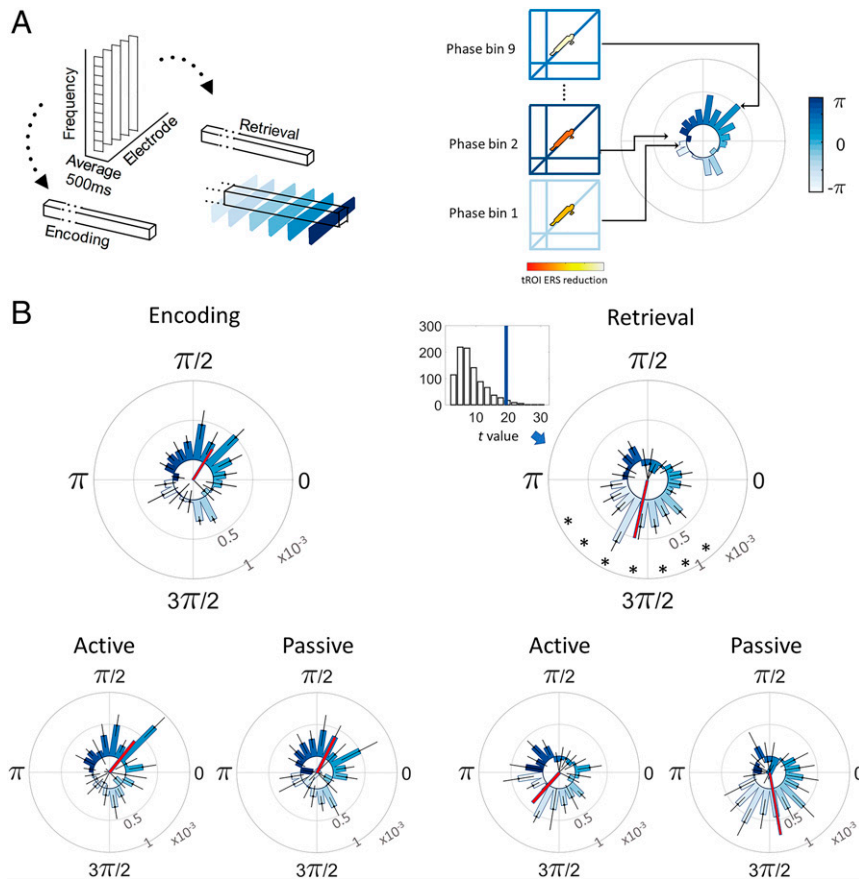 A
Frequency
Electrode
Average
500ms
Encoding
Retrieval
Phase bin 9
Phase bin 2
Phase bin 1
tROI ERS reduction
π
0
-π
B
Encoding
π/2
π
0
3π/2
0.5
1
x10⁻³
300
200
100
0
10
20
30
t value
Retrieval
π/2
π
0
3π/2
0.5
1
x10⁻³
* * * * * * *
Active
π/2
π
0
3π/2
0.5
1
x10⁻³
Passive
π/2
0
3π/2
0.5
1
x10⁻³
Active
π/2
π
0
3π/2
0.5
1
x10⁻³
Passive
π/2
π
0
3π/2
0.5
1
x10⁻³